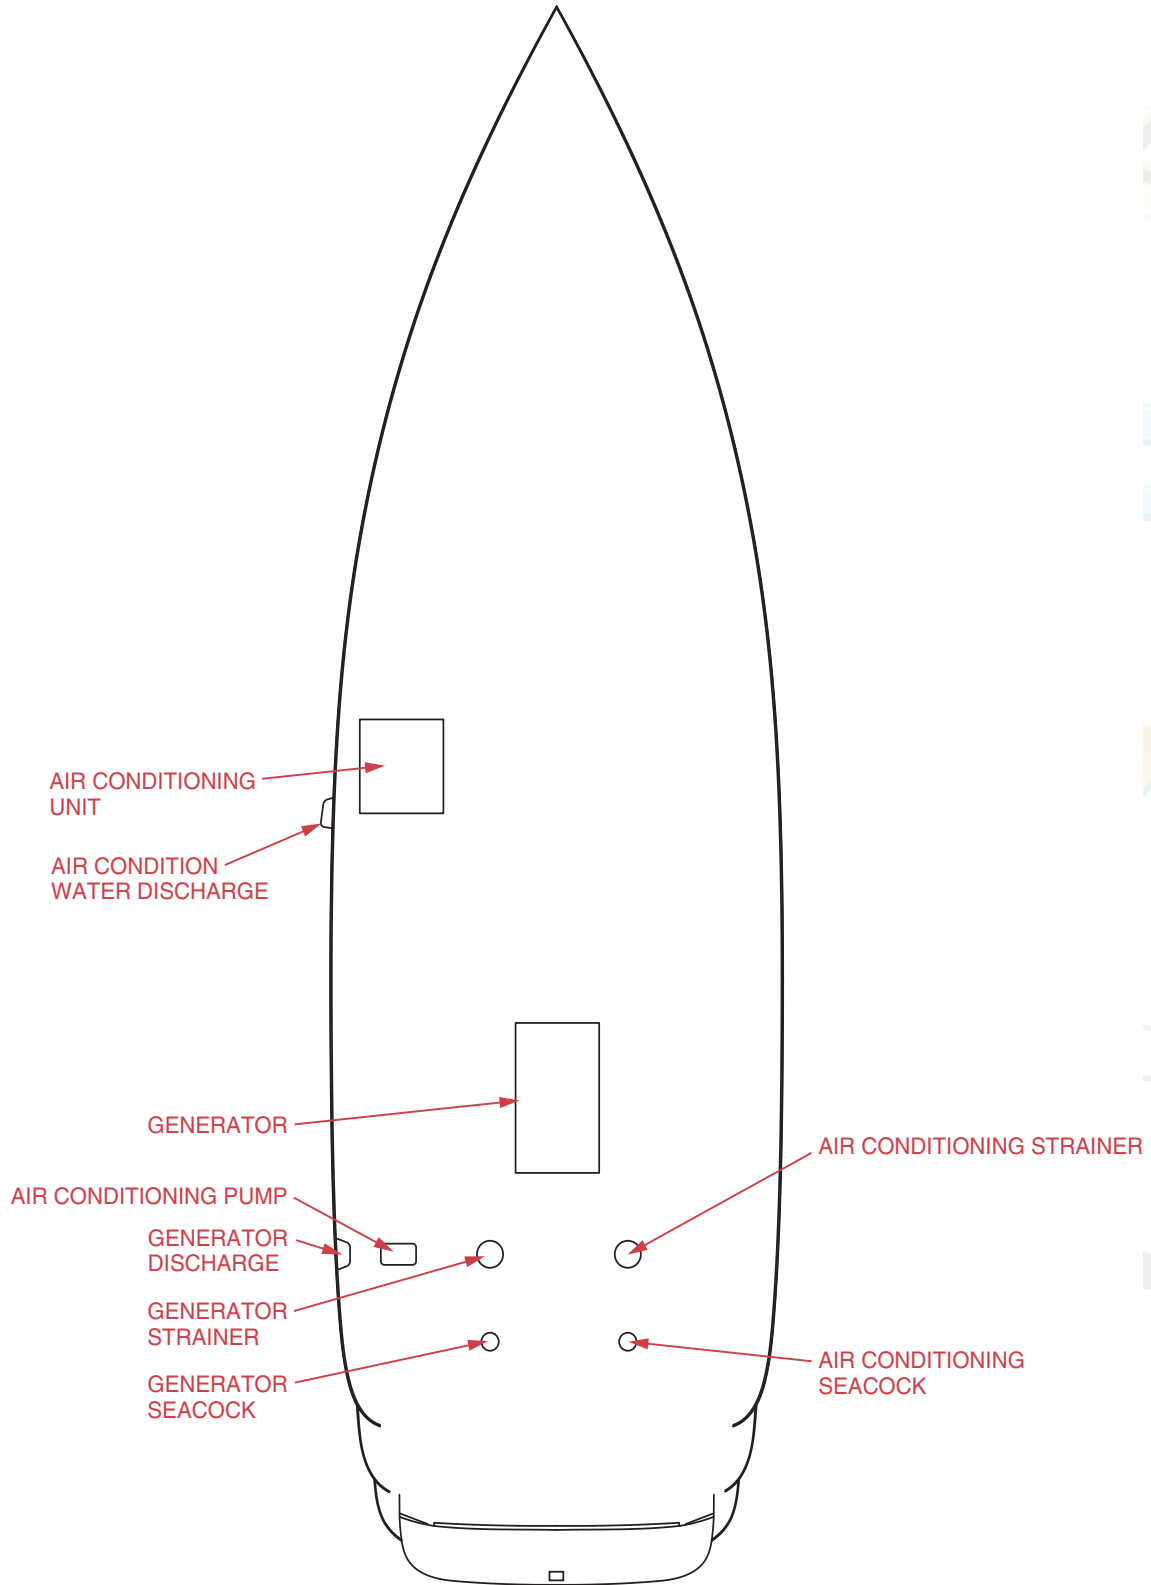 AIR CONDITIONING
UNIT
AIR CONDITION
WATER DISCHARGE
GENERATOR
AIR CONDITIONING STRAINER
AIR CONDITIONING PUMP
GENERATOR
DISCHARGE
GENERATOR
STRAINER
AIR CONDITIONING
SEACOCK
GENERATOR
SEACOCK